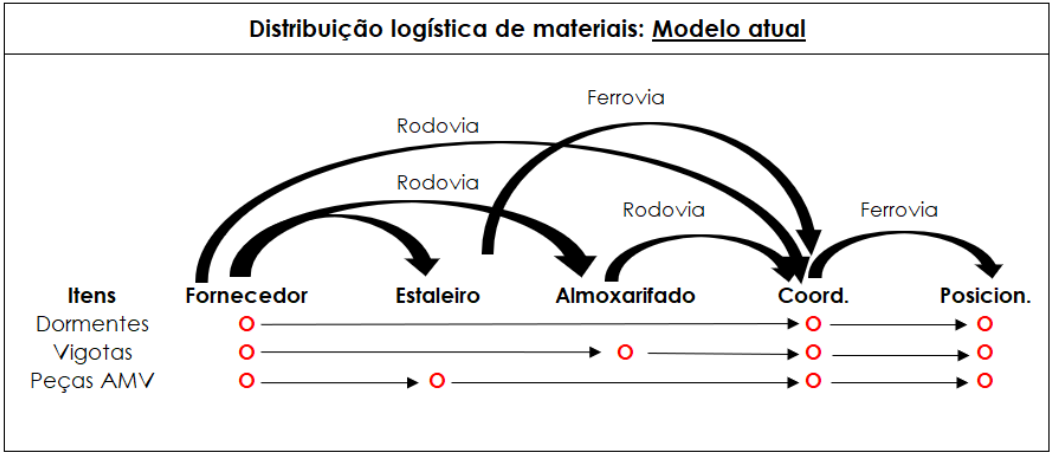 Distribuição logística de materiais: Modelo atual
Ferrovia
Rodovia
Rodovia
Rodovia
Ferrovia
Itens Fornecedor Estaleiro Almoxarifado Coord. Posicion.
Dormentes O O O
Vigotas O O O O
Peças AMV O O O O